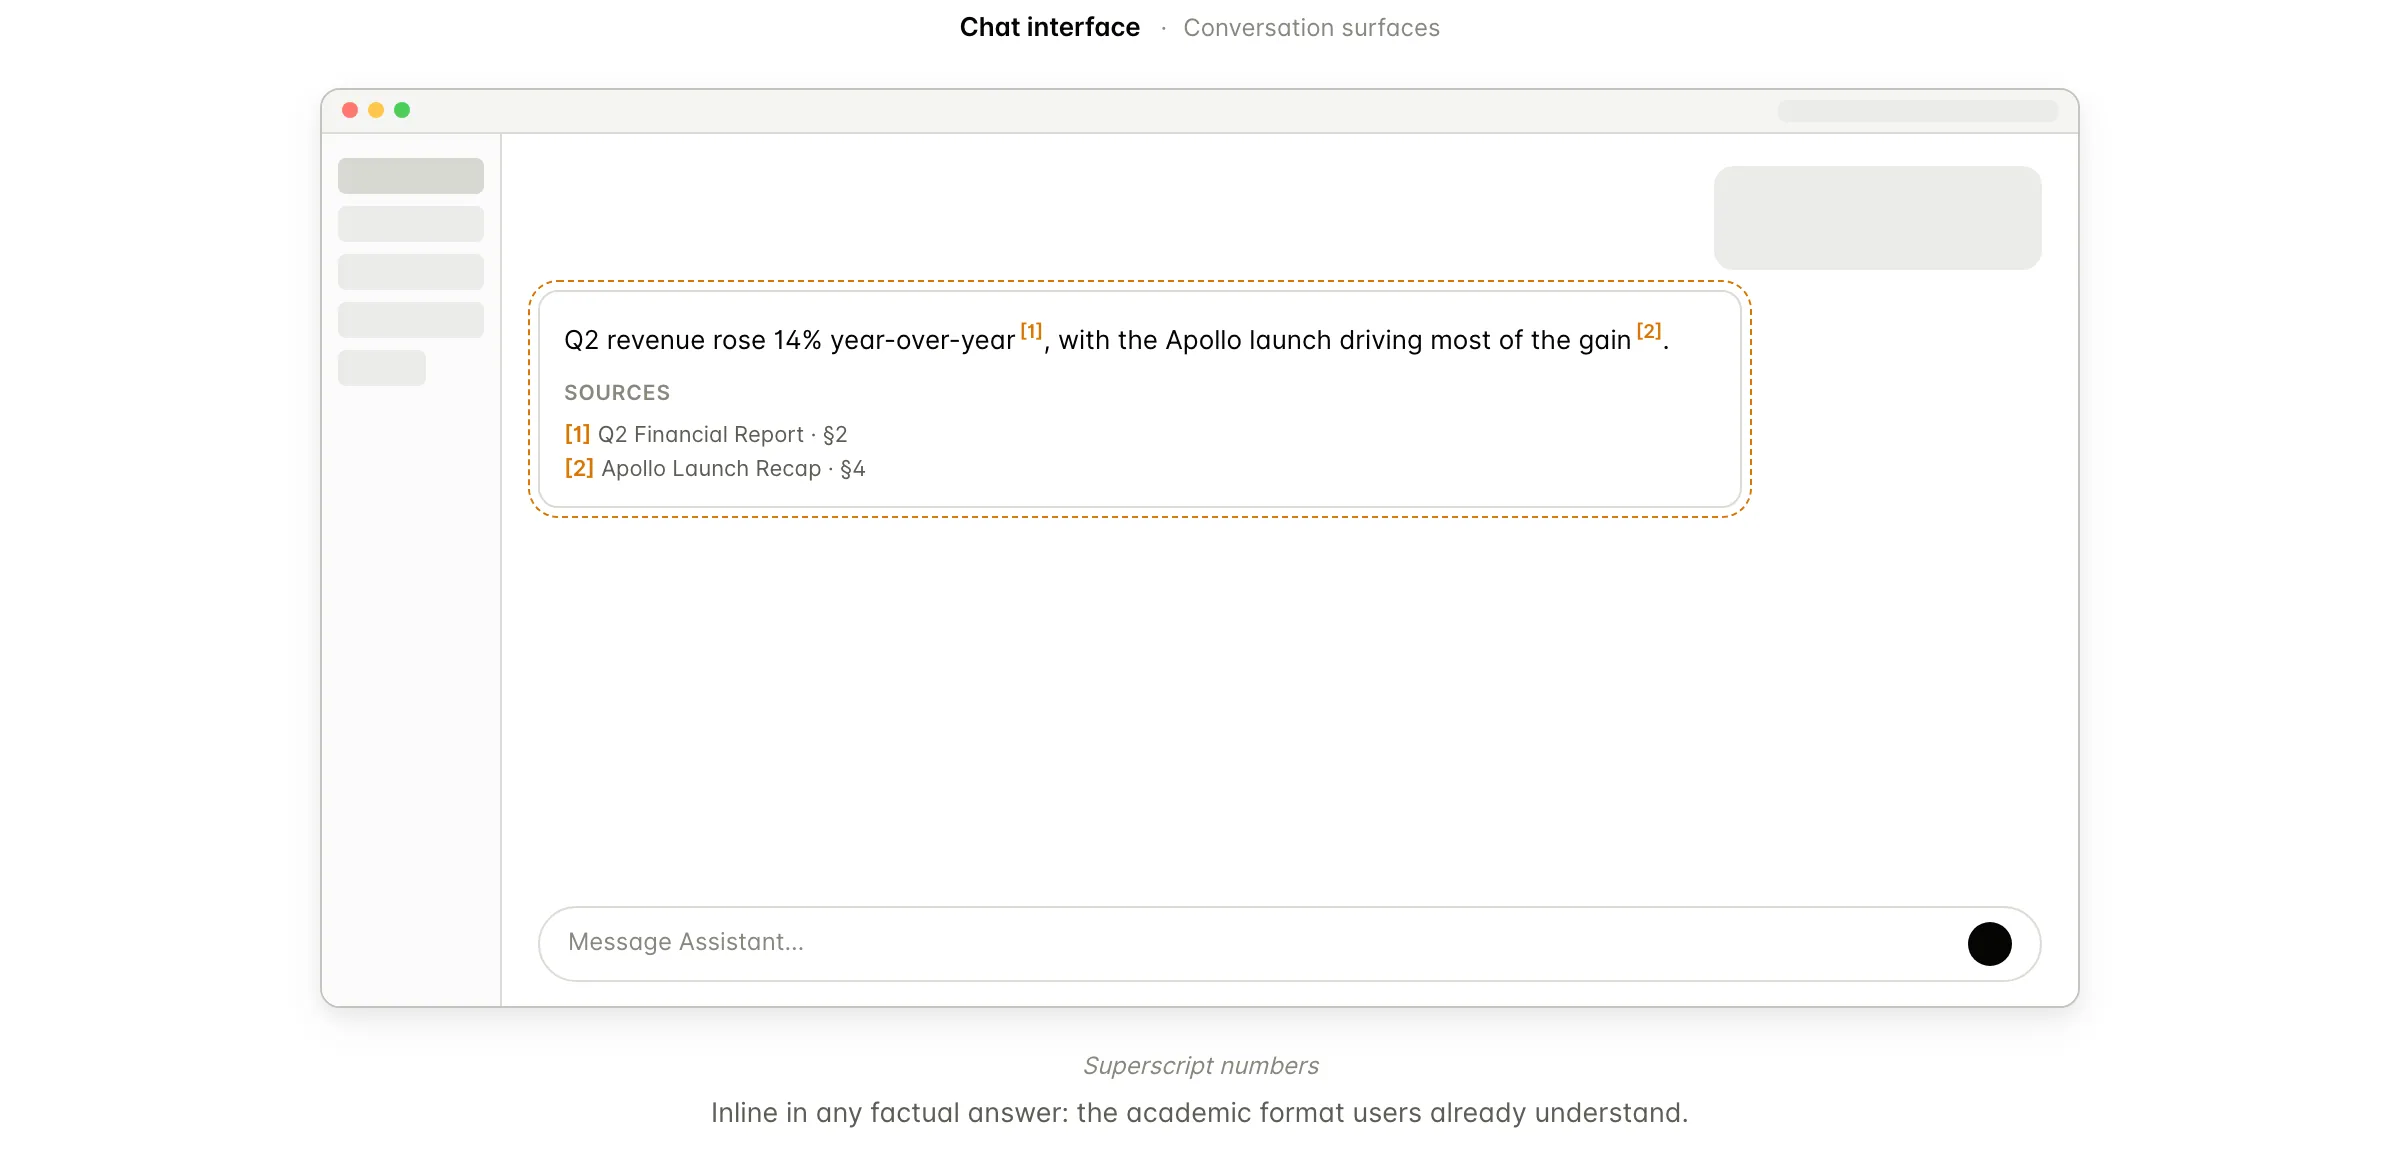 Chat interface · Conversation surfaces
Q2 revenue rose 14% year-over-year [1], with the Apollo launch driving most of the gain [2].
SOURCES
[1] Q2 Financial Report · §2
[2] Apollo Launch Recap · §4
Message Assistant...
Superscript numbers
Inline in any factual answer: the academic format users already understand.